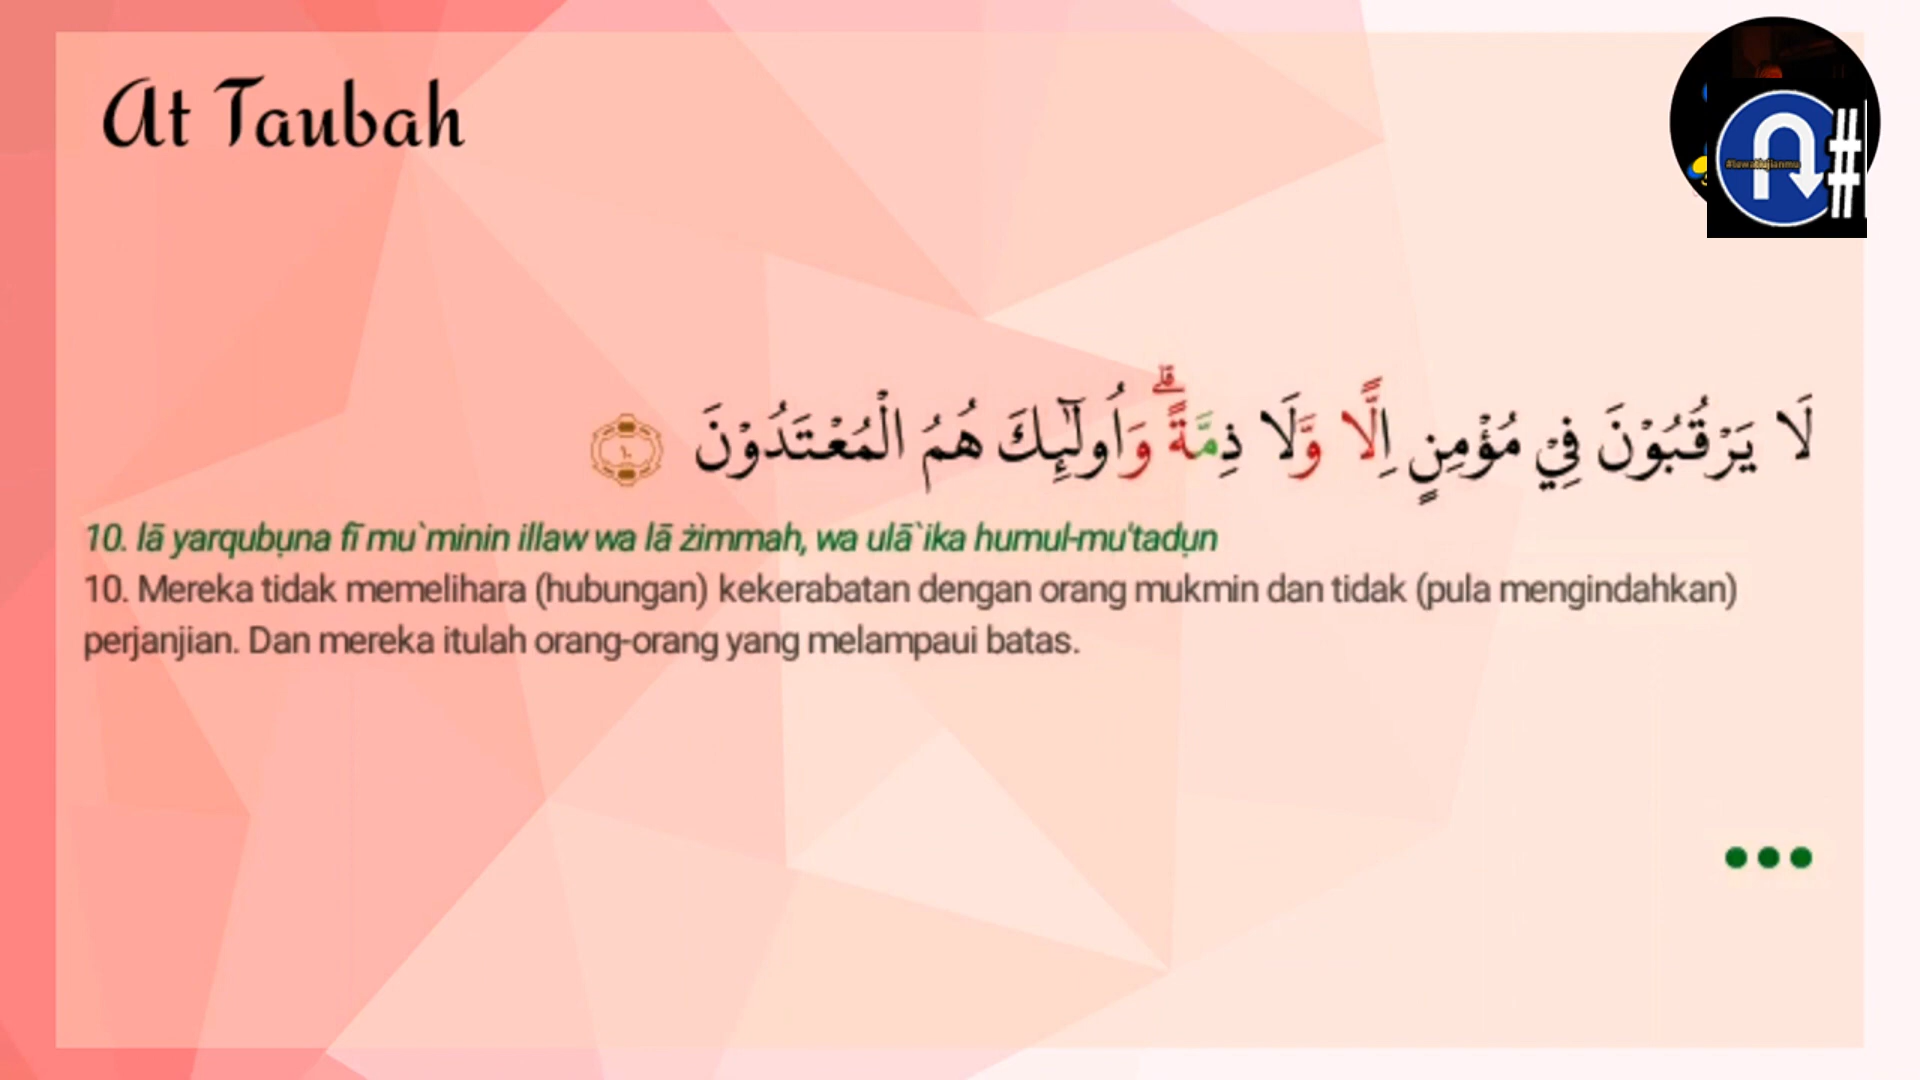 At Taubah
#lewatiujianmu
#
لَا يَرْقُبُوْنَ فِيْ مُؤْمِنٍ اِلًّا وَّلَا ذِمَّةً ۗوَاُولٰۤىِٕكَ هُمُ الْمُعْتَدُوْنَ ١٠
10. lā yarqubụna fī mu`minin illaw wa lā żimmah, wa ulā`ika humul-mu'tadụn
10. Mereka tidak memelihara (hubungan) kekerabatan dengan orang mukmin dan tidak (pula mengindahkan)
perjanjian. Dan mereka itulah orang-orang yang melampaui batas.